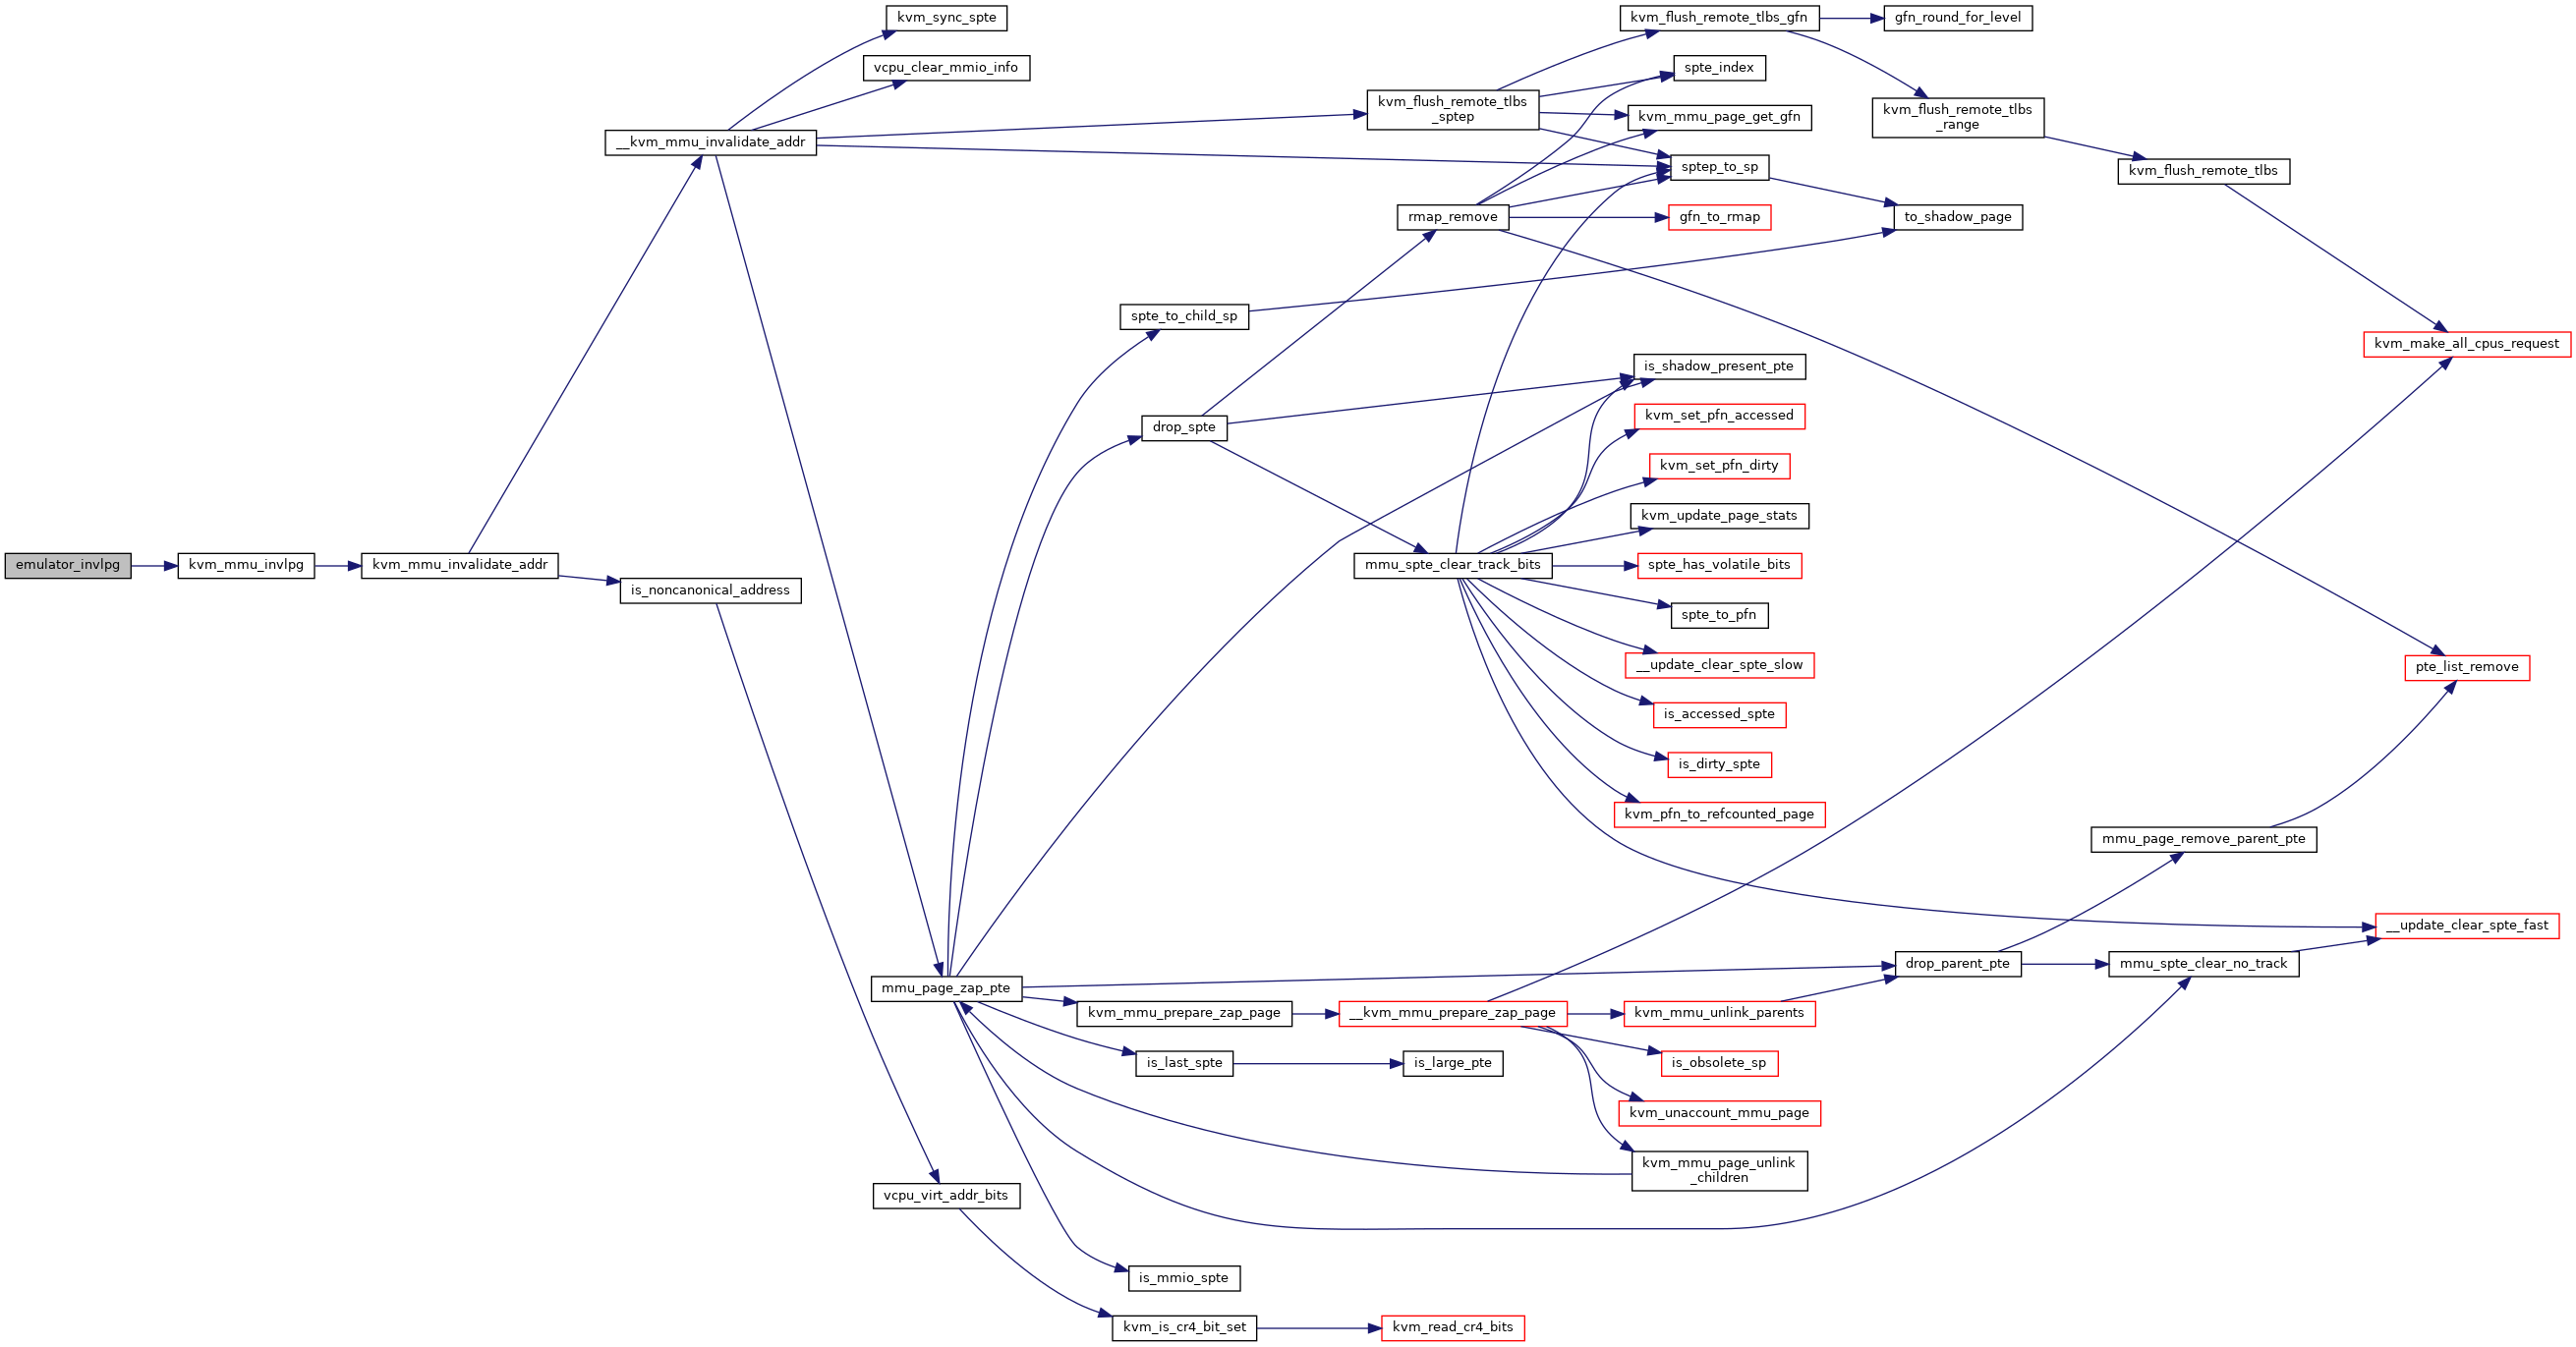 kvm_sync_spte
kvm_flush_remote_tlbs_gfn
gfn_round_for_level
vcpu_clear_mmio_info
spte_index
kvm_flush_remote_tlbs
_sptep
kvm_mmu_page_get_gfn
kvm_flush_remote_tlbs
_range
__kvm_mmu_invalidate_addr
sptep_to_sp
kvm_flush_remote_tlbs
rmap_remove
gfn_to_rmap
to_shadow_page
spte_to_child_sp
kvm_make_all_cpus_request
is_shadow_present_pte
drop_spte
kvm_set_pfn_accessed
kvm_set_pfn_dirty
kvm_update_page_stats
emulator_invlpg
kvm_mmu_invlpg
kvm_mmu_invalidate_addr
mmu_spte_clear_track_bits
spte_has_volatile_bits
is_noncanonical_address
spte_to_pfn
__update_clear_spte_slow
pte_list_remove
is_accessed_spte
is_dirty_spte
kvm_pfn_to_refcounted_page
mmu_page_remove_parent_pte
__update_clear_spte_fast
drop_parent_pte
mmu_spte_clear_no_track
mmu_page_zap_pte
kvm_mmu_prepare_zap_page
__kvm_mmu_prepare_zap_page
kvm_mmu_unlink_parents
is_last_spte
is_large_pte
is_obsolete_sp
kvm_unaccount_mmu_page
kvm_mmu_page_unlink
_children
vcpu_virt_addr_bits
is_mmio_spte
kvm_is_cr4_bit_set
kvm_read_cr4_bits